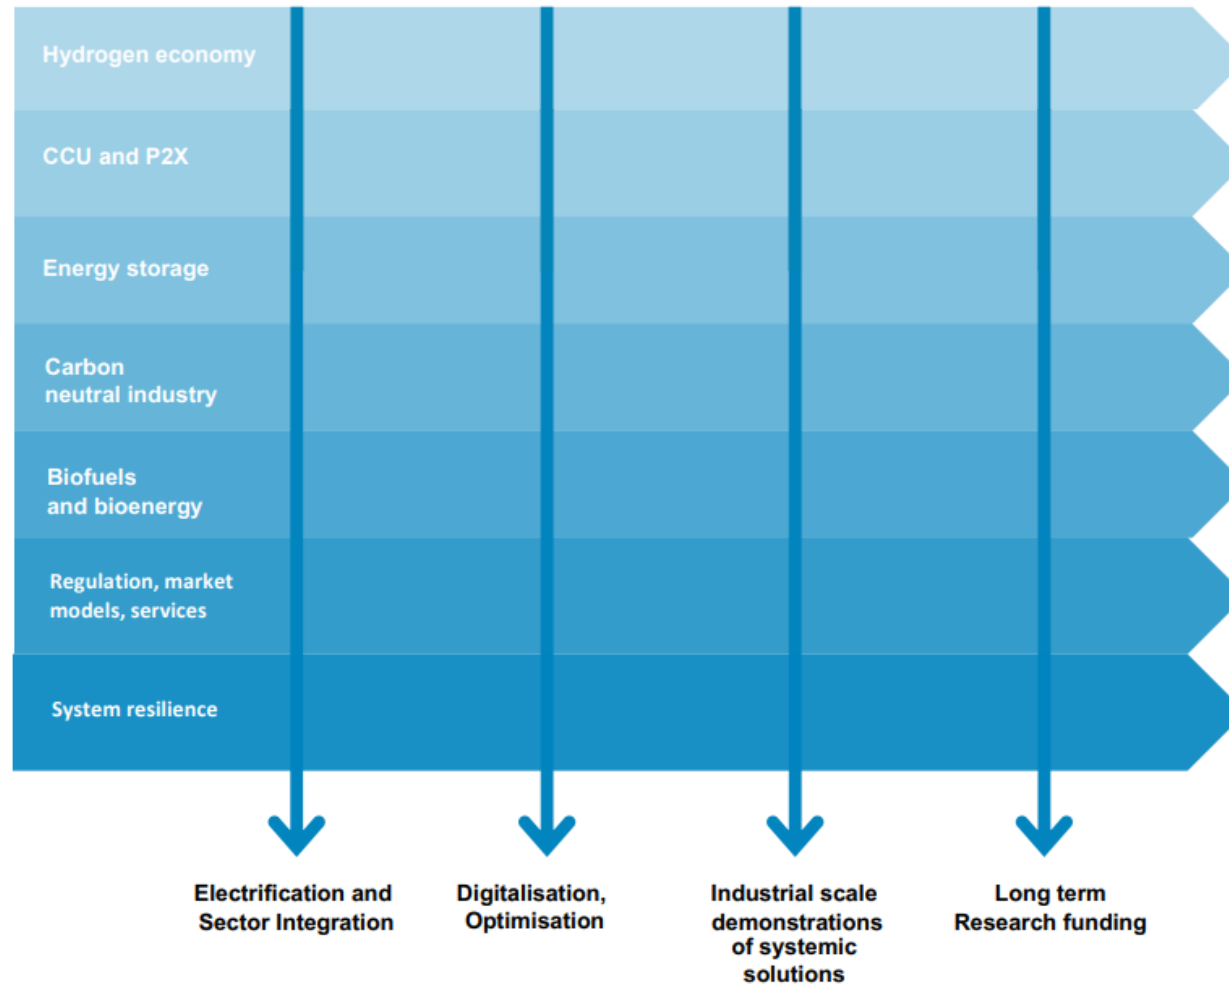 Hydrogen economy
CCU and P2X
Energy storage
Carbon
neutral industry
Biofuels
and bioenergy
Regulation, market
models, services
System resilience
Electrification and
Sector Integration
Digitalisation,
Optimisation
Industrial scale
demonstrations
of systemic
solutions
Long term
Research funding